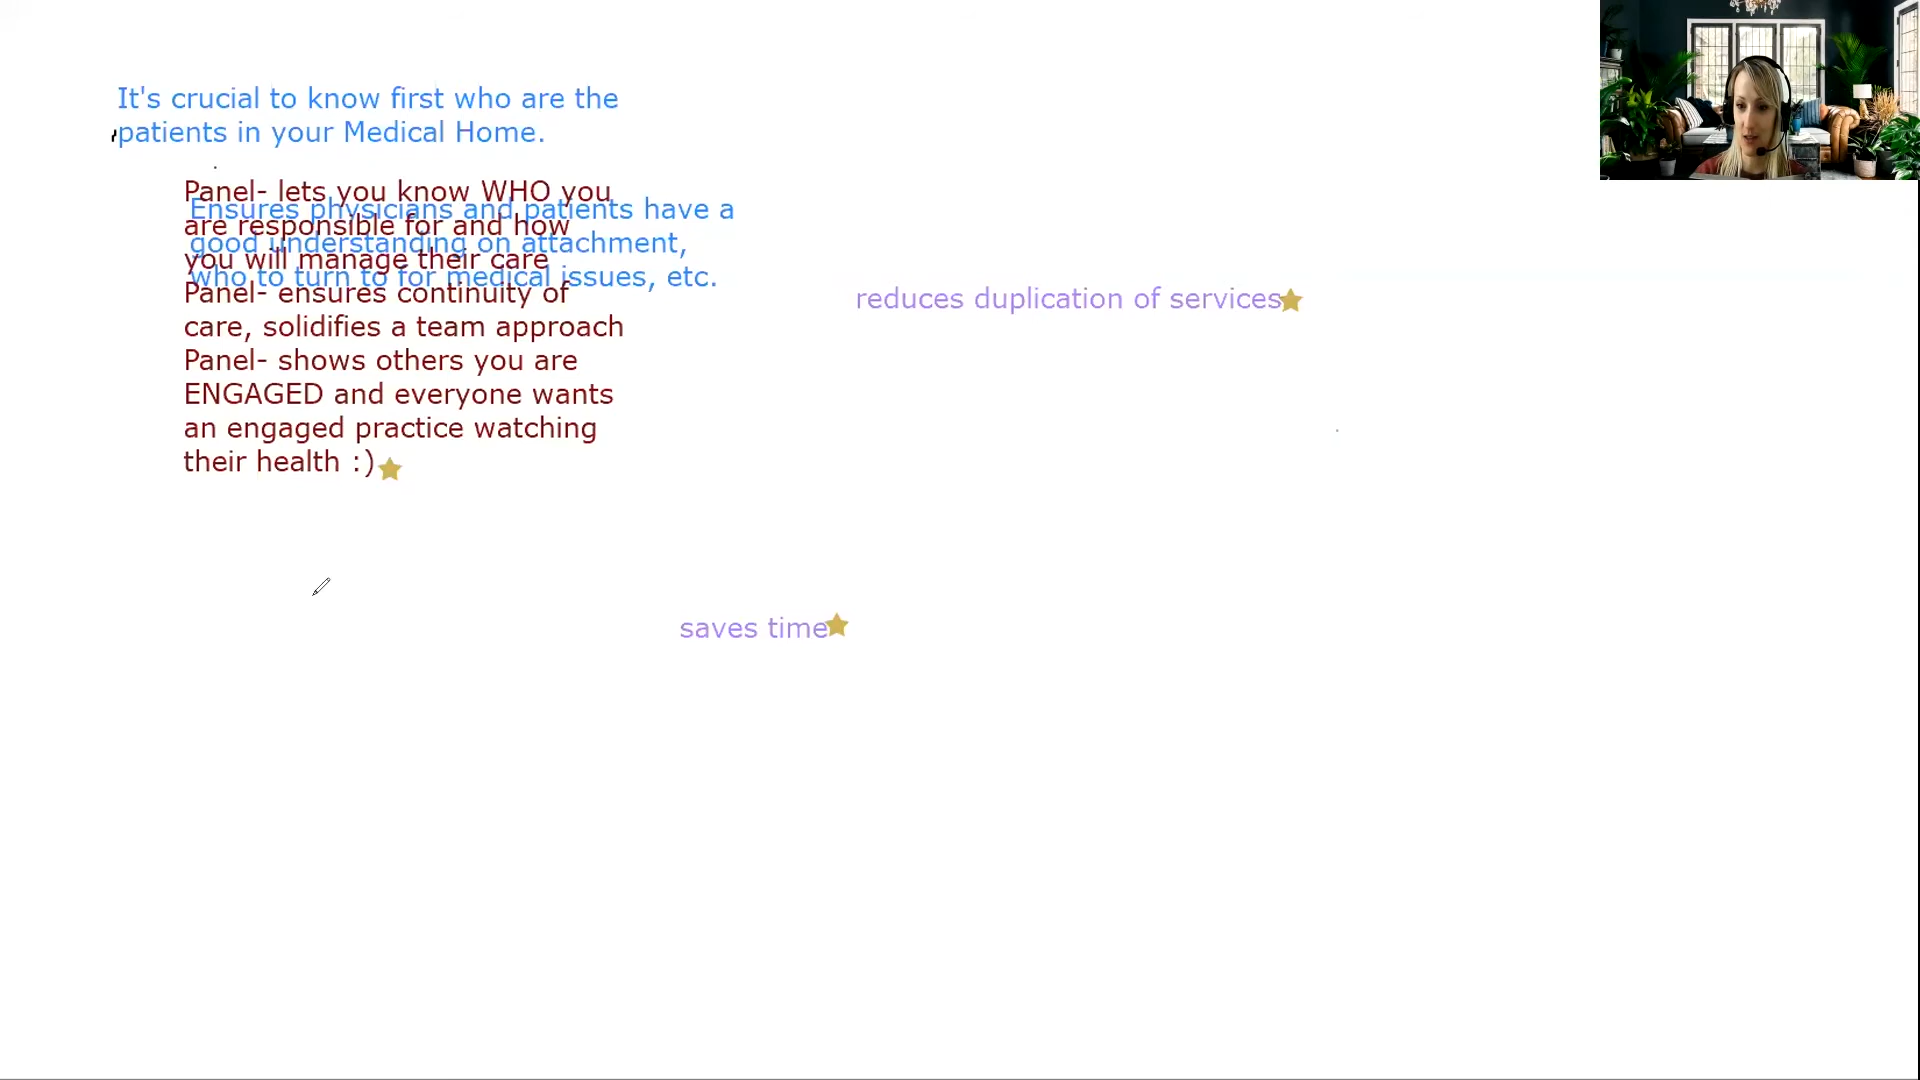 It's crucial to know first who are the
patients in your Medical Home.
Panel- lets you know WHO you
are responsible for and how
you will manage their care
Panel- ensures continuity of
care, solidifies a team approach
Panel- shows others you are
ENGAGED and everyone wants
an engaged practice watching
their health :)
Ensures physicians and patients have a
good understanding on attachment,
who to turn to for medical issues, etc.
reduces duplication of services
saves time